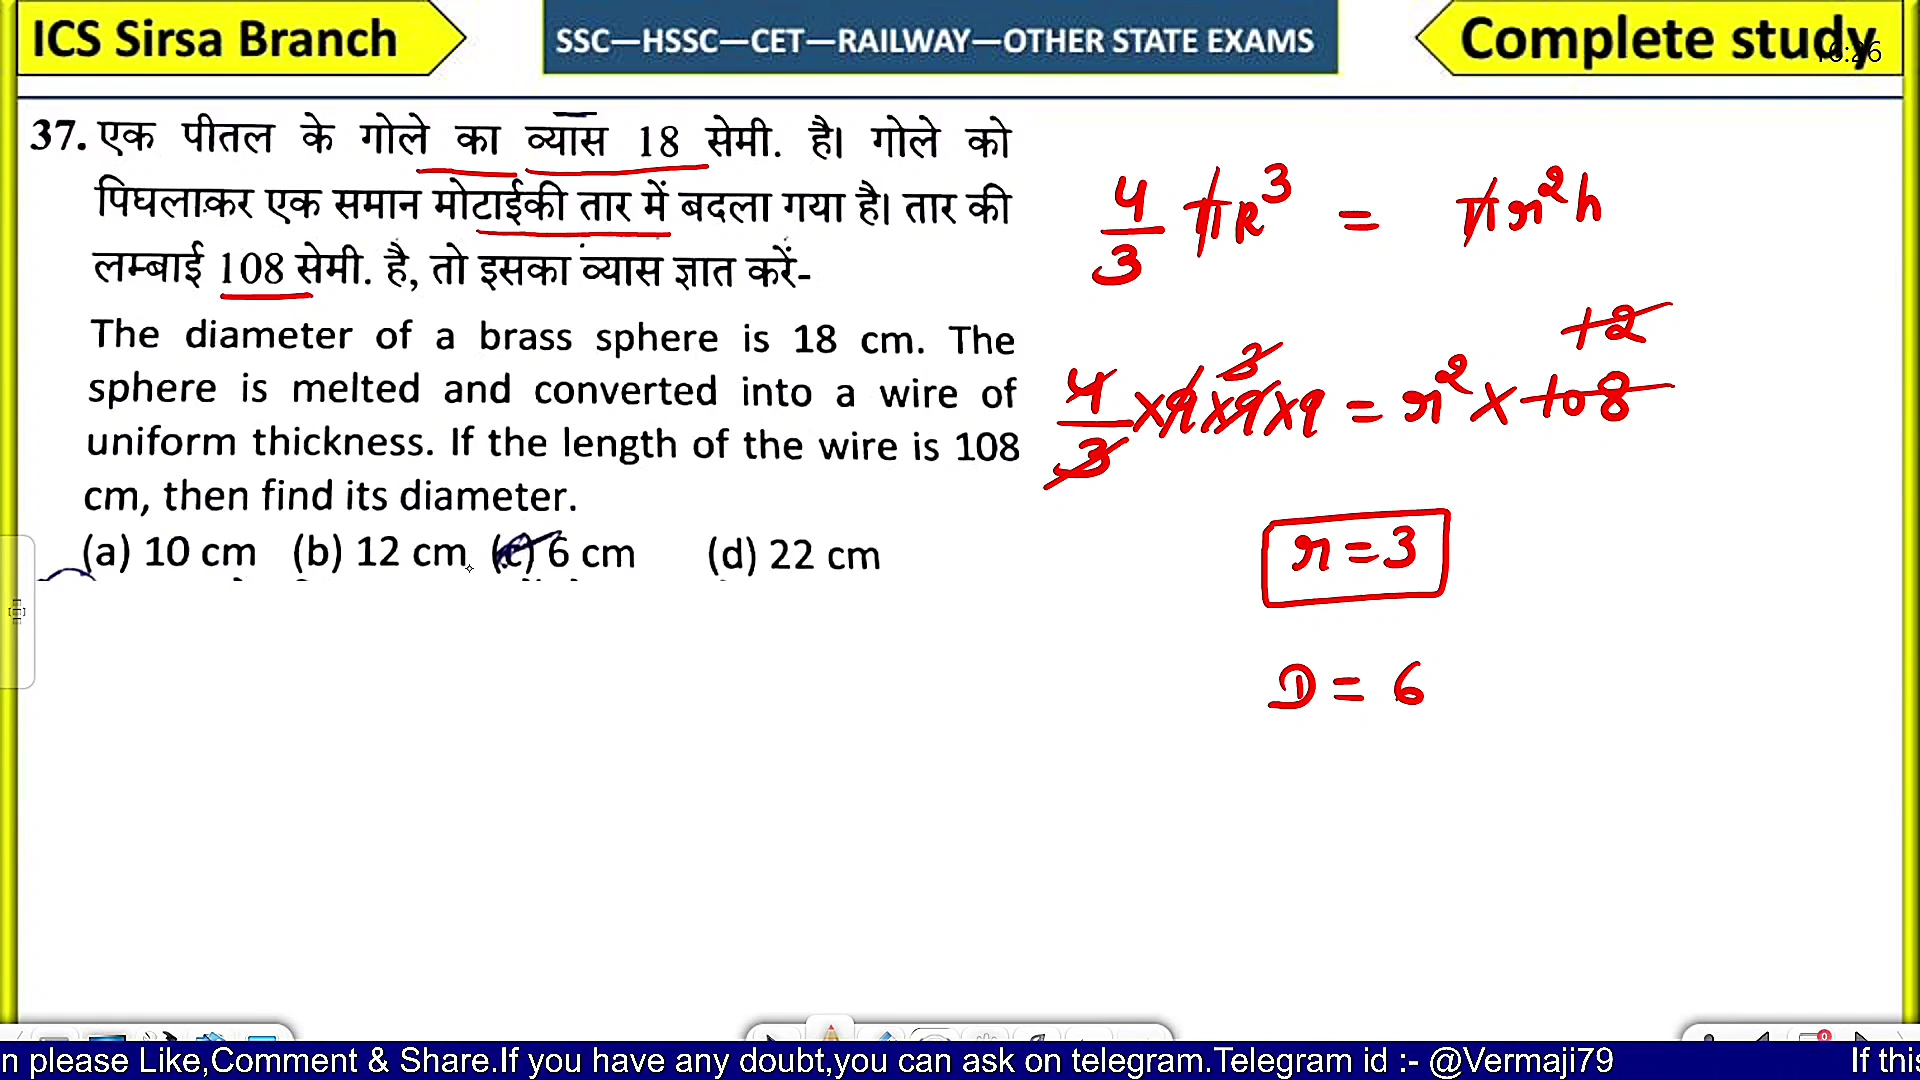 ICS Sirsa Branch
SSC—HSSC—CET—RAILWAY—OTHER STATE EXAMS
Complete study
37. एक पीतल के गोले का व्यास 18 सेमी. है। गोले को
पिघलाकर एक समान मोटाईकी तार में बदला गया है। तार की
लम्बाई 108 सेमी. है, तो इसका व्यास ज्ञात करें-
The diameter of a brass sphere is 18 cm. The
sphere is melted and converted into a wire of
uniform thickness. If the length of the wire is 108
cm, then find its diameter.
(a) 10 cm (b) 12 cm (c) 6 cm (d) 22 cm
4/3 πR³ = πr²h
12
3
4/3 ×9×9×9 = r² × 108
r = 3
D = 6
n please Like,Comment & Share.If you have any doubt,you can ask on telegram.Telegram id :- @Vermaji79 If this